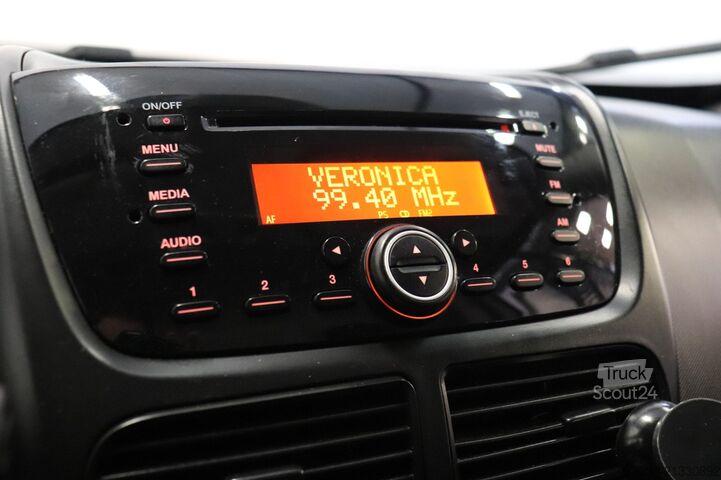 ON/OFF
EJECT
MENU
MUTE
MEDIA
FM
AUDIO
AM
VERONICA
99.40 MHz
AF PS CD FM2
1 2 3 4 5 6
Truck
Scout24